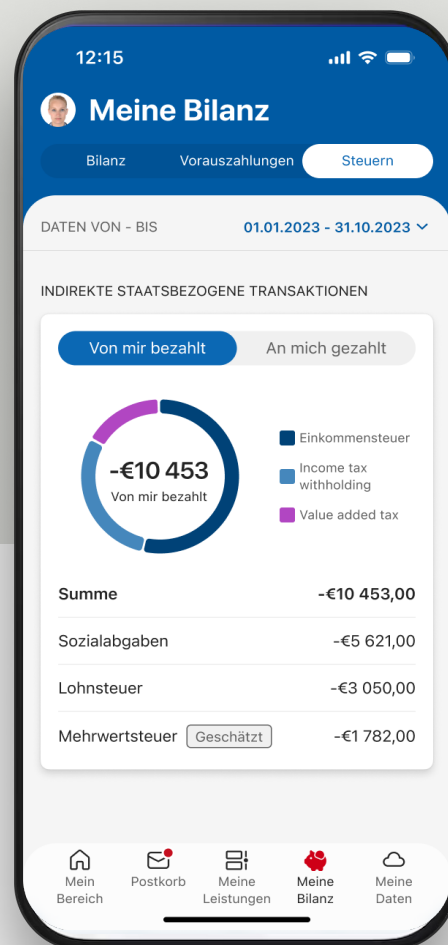 12:15
Meine Bilanz
Bilanz Vorauszahlungen Steuern
DATEN VON - BIS 01.01.2023 - 31.10.2023
INDIREKTE STAATSBEZOGENE TRANSAKTIONEN
Von mir bezahlt An mich gezahlt
-€10 453
Von mir bezahlt
Einkommensteuer
Income tax
withholding
Value added tax
Summe -€10 453,00
Sozialabgaben -€5 621,00
Lohnsteuer -€3 050,00
Mehrwertsteuer Geschätzt -€1 782,00
Mein
Bereich
Postkorb
Meine
Leistungen
Meine
Bilanz
Meine
Daten